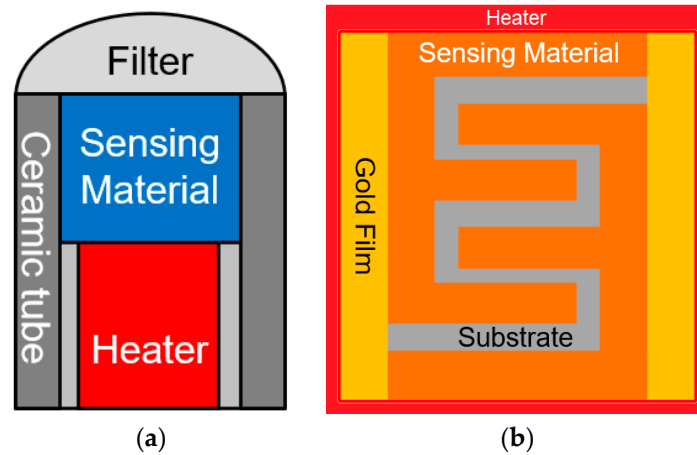 Filter
Ceramic tube
Sensing
Material
Heater
(a)
Heater
Sensing Material
Gold Film
Substrate
(b)